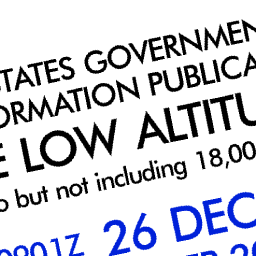 STATES GOVERNMEN
ORMATION PUBLICA
E LOW ALTITU
o but not including 18,00
0901Z 26 DEC